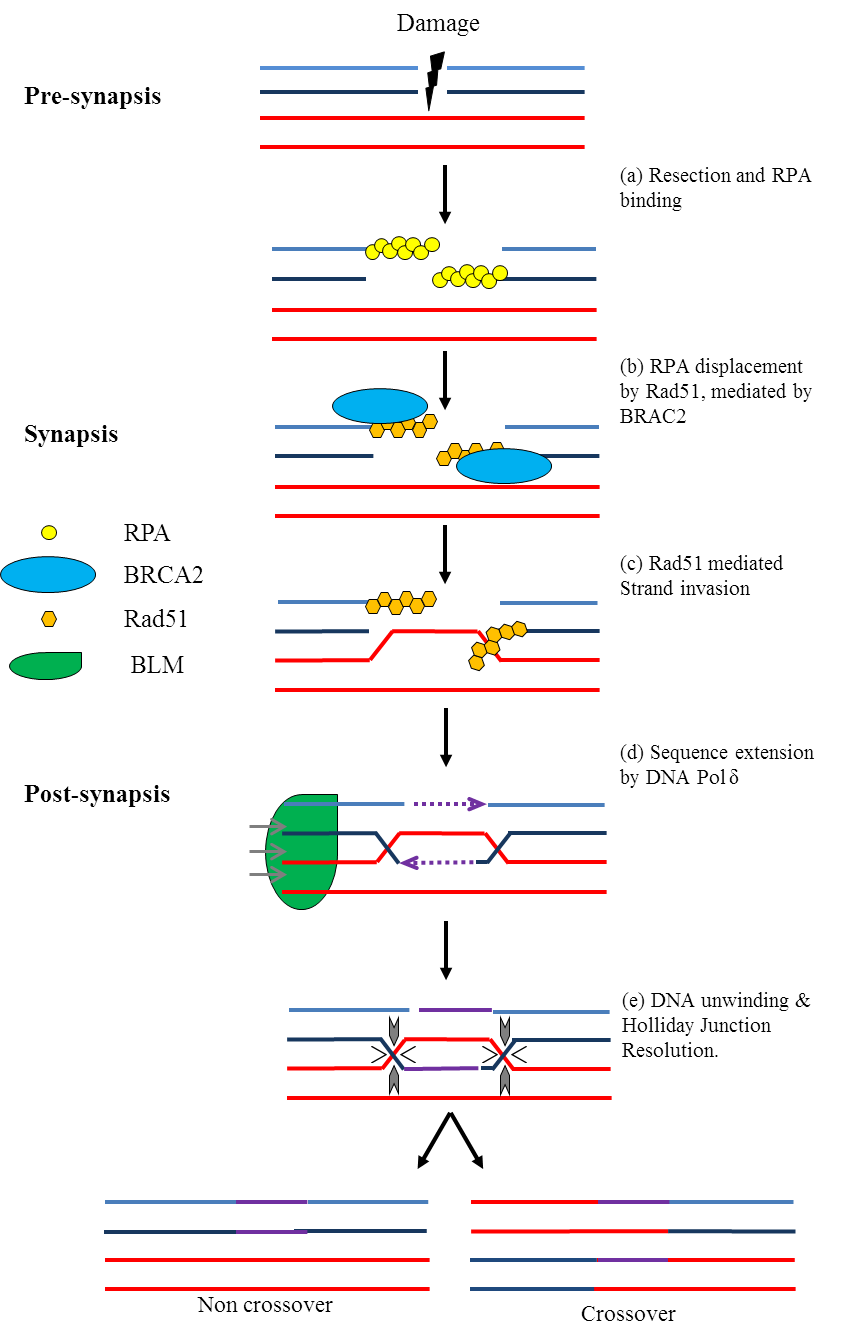 Damage
Pre-synapsis
(a) Resection and RPA
binding
(b) RPA displacement
by Rad51, mediated by
BRAC2
Synapsis
RPA
BRCA2
Rad51
BLM
(c) Rad51 mediated
Strand invasion
(d) Sequence extension
by DNA Pol δ
Post-synapsis
(e) DNA unwinding &
Holliday Junction
Resolution.
Non crossover
Crossover